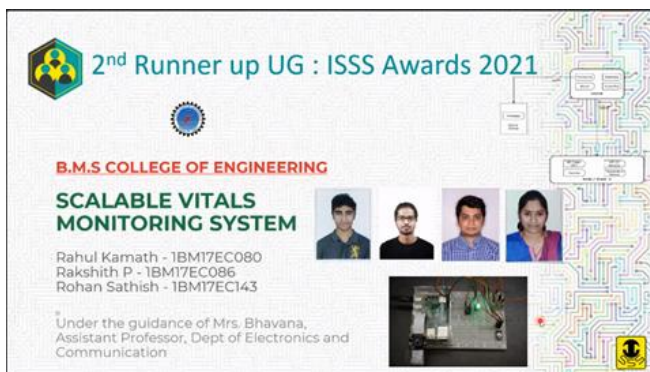 2nd Runner up UG : ISSS Awards 2021
B.M.S COLLEGE OF ENGINEERING
SCALABLE VITALS
MONITORING SYSTEM
Rahul Kamath - 1BM17EC080
Rakshith P - 1BM17EC086
Rohan Sathish - 1BM17EC143
Under the guidance of Mrs. Bhavana,
Assistant Professor, Dept of Electronics and
Communication